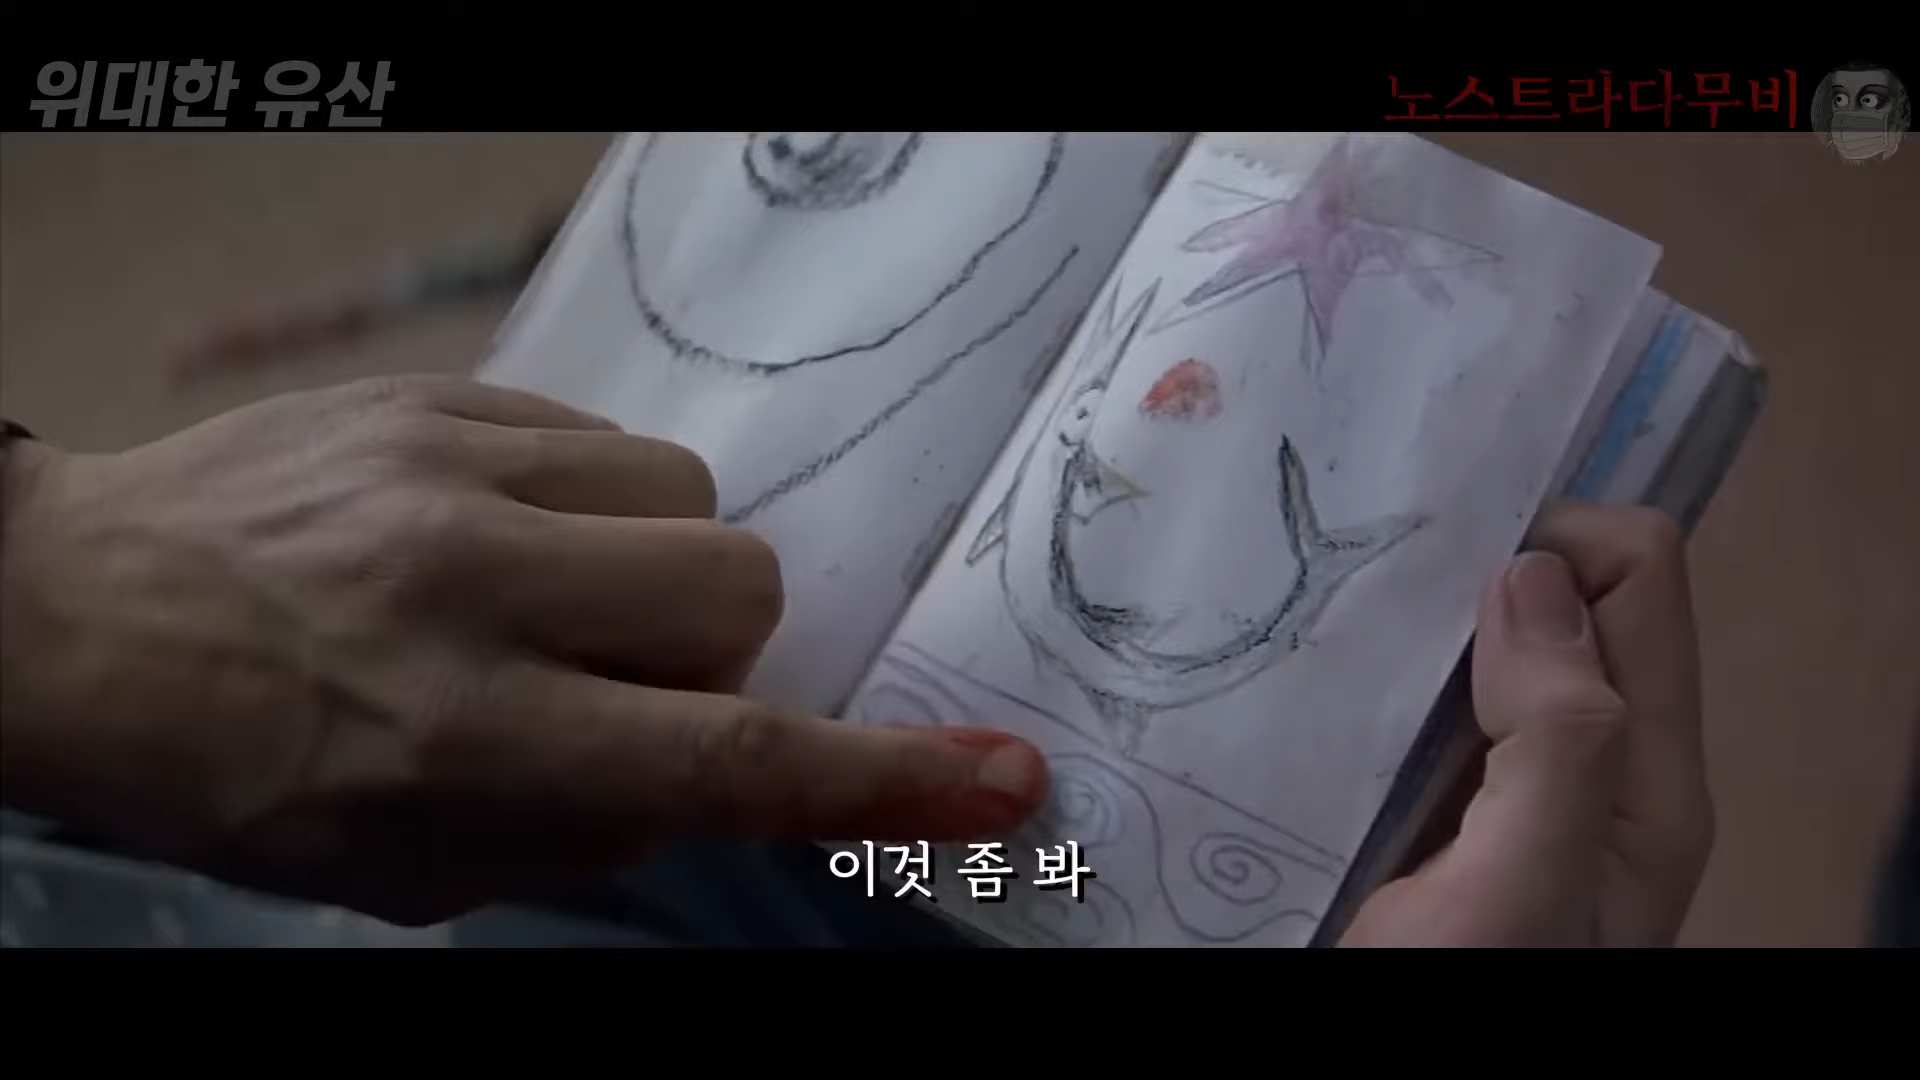 위대한 유산
노스트라다무비
이것 좀 봐